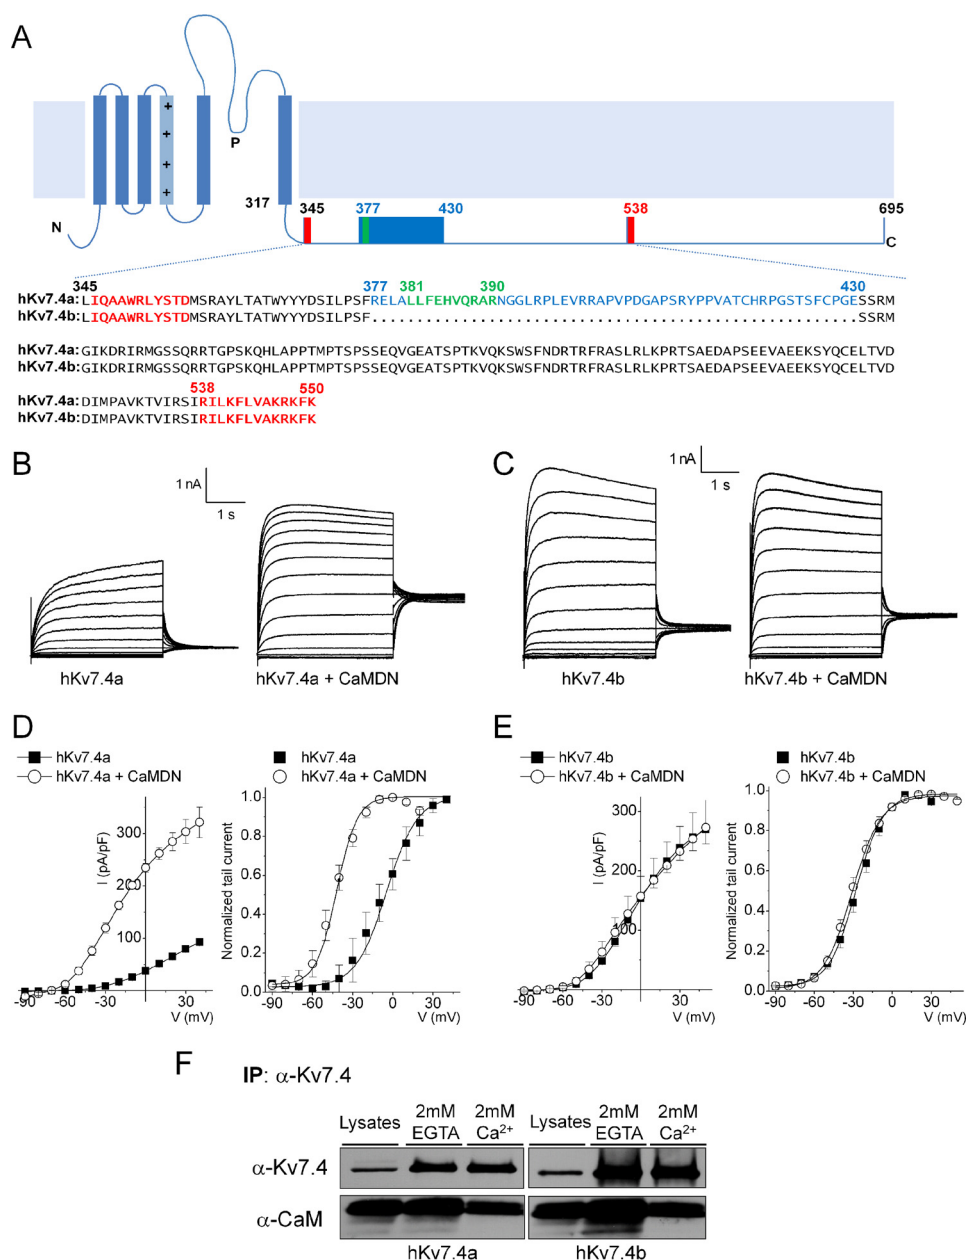 A
+
+
+
+
P
N
317
345
377
430
538
695
C
345
377
381
390
430
hKv7.4a:LIQAAWRLYSTDMSRAYLTATWYYYDSILPSFRELALLFEHVQRARNGGLRPLEVRRAPVPDGAPSRYPPVATCHRPGSTSFCPGESSRM
hKv7.4b:LIQAAWRLYSTDMSRAYLTATWYYYDSILPSF......................................................SSRM
hKv7.4a:GIKDRIRMGSSQRRTGPSKQHLAPPTMPTSPSSEQVGEATSPTKVQKSWSFNDRTRFRASLRLKPRTSAEDAPSEEVAEEKSYQCELTVD
hKv7.4b:GIKDRIRMGSSQRRTGPSKQHLAPPTMPTSPSSEQVGEATSPTKVQKSWSFNDRTRFRASLRLKPRTSAEDAPSEEVAEEKSYQCELTVD
538 550
hKv7.4a:DIMPAVKTVIRSIRILKFLVAKRKFK
hKv7.4b:DIMPAVKTVIRSIRILKFLVAKRKFK
B
1 nA
1 s
hKv7.4a
hKv7.4a + CaMDN
C
1 nA
1 s
hKv7.4b
hKv7.4b + CaMDN
D
hKv7.4a
hKv7.4a + CaMDN
I (pA/pF)
300
200
100
-90 -60 -30 30
V (mV)
hKv7.4a
hKv7.4a + CaMDN
Normalized tail current
1.0
0.8
0.6
0.4
0.2
0.0
-90 -60 -30 0 30
V (mV)
E
hKv7.4b
hKv7.4b + CaMDN
I (pA/pF)
300
200
100
-90 -60 -30 30
V (mV)
hKv7.4b
hKv7.4b + CaMDN
Normalized tail current
1.0
0.8
0.6
0.4
0.2
0.0
-90 -60 -30 0 30
V (mV)
F
IP: α-Kv7.4
Lysates
2mM EGTA
2mM Ca2+
Lysates
2mM EGTA
2mM Ca2+
α-Kv7.4
α-CaM
hKv7.4a
hKv7.4b